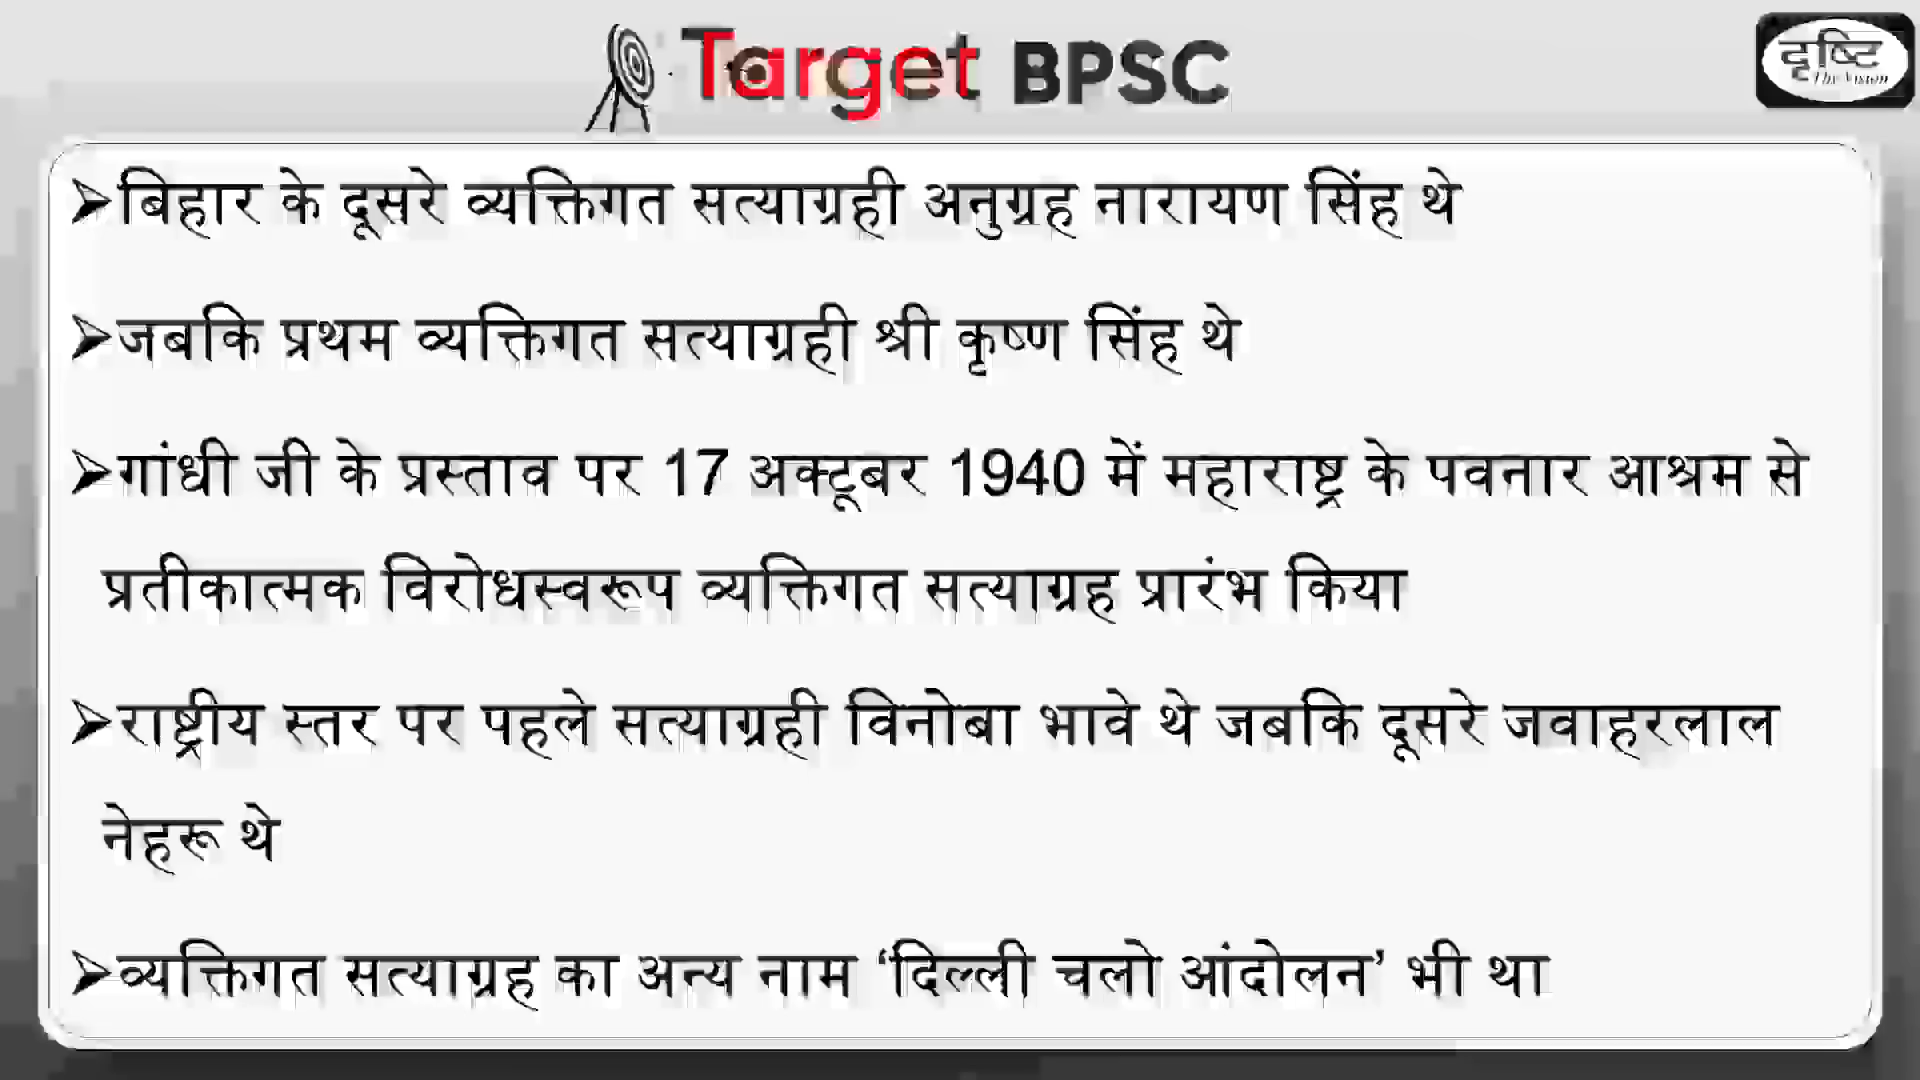 Target BPSC
दृष्टि
The Vision
➤बिहार के दूसरे व्यक्तिगत सत्याग्रही अनुग्रह नारायण सिंह थे
➤जबकि प्रथम व्यक्तिगत सत्याग्रही श्री कृष्ण सिंह थे
➤गांधी जी के प्रस्ताव पर 17 अक्टूबर 1940 में महाराष्ट्र के पवनार आश्रम से
प्रतीकात्मक विरोधस्वरूप व्यक्तिगत सत्याग्रह प्रारंभ किया
➤राष्ट्रीय स्तर पर पहले सत्याग्रही विनोबा भावे थे जबकि दूसरे जवाहरलाल
नेहरू थे
➤व्यक्तिगत सत्याग्रह का अन्य नाम ‘दिल्ली चलो आंदोलन’ भी था